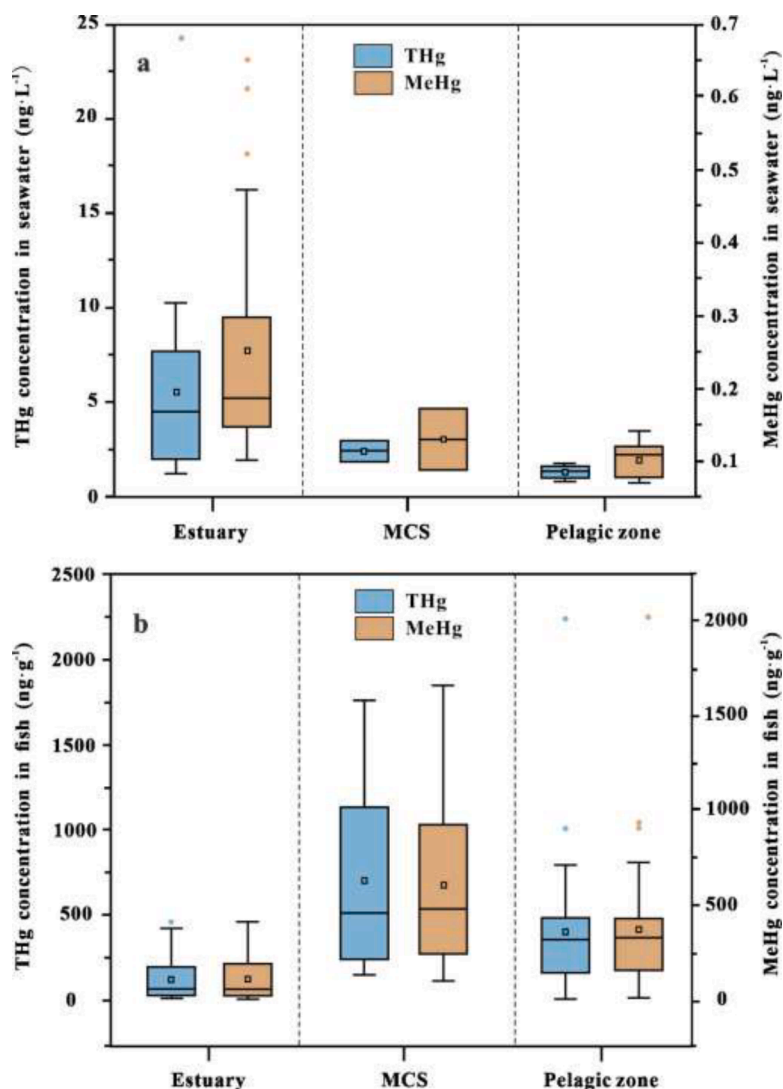 a
THg
MeHg
THg concentration in seawater (ng·L⁻¹)
25
20
15
10
5
0
MeHg concentration in seawater (ng·L⁻¹)
0.7
0.6
0.5
0.4
0.3
0.2
0.1
Estuary MCS Pelagic zone
b
THg
MeHg
THg concentration in fish (ng·g⁻¹)
2500
2000
1500
1000
500
0
MeHg concentration in fish (ng·g⁻¹)
2000
1500
1000
500
0
Estuary MCS Pelagic zone